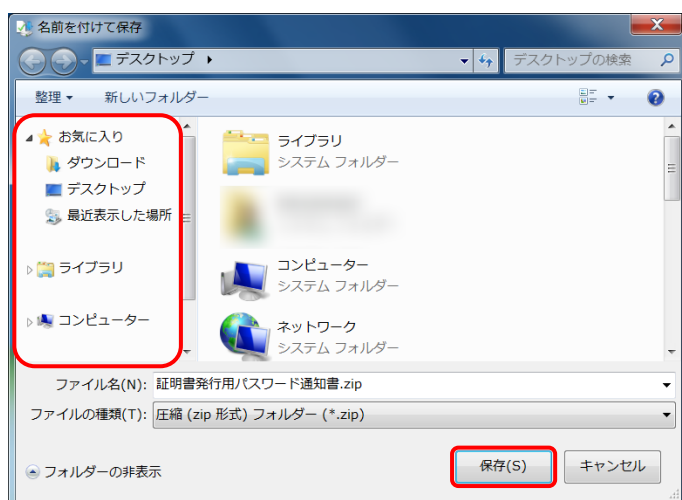 名前を付けて保存
デスクトップ
デスクトップの検索
整理
新しいフォルダー
お気に入り
ダウンロード
デスクトップ
最近表示した場所
ライブラリ
コンピューター
ライブラリ
システム フォルダー
コンピューター
システム フォルダー
ネットワーク
システム フォルダー
ファイル名(N): 証明書発行用パスワード通知書.zip
ファイルの種類(T): 圧縮 (zip 形式) フォルダー (*.zip)
フォルダーの非表示
保存(S)
キャンセル